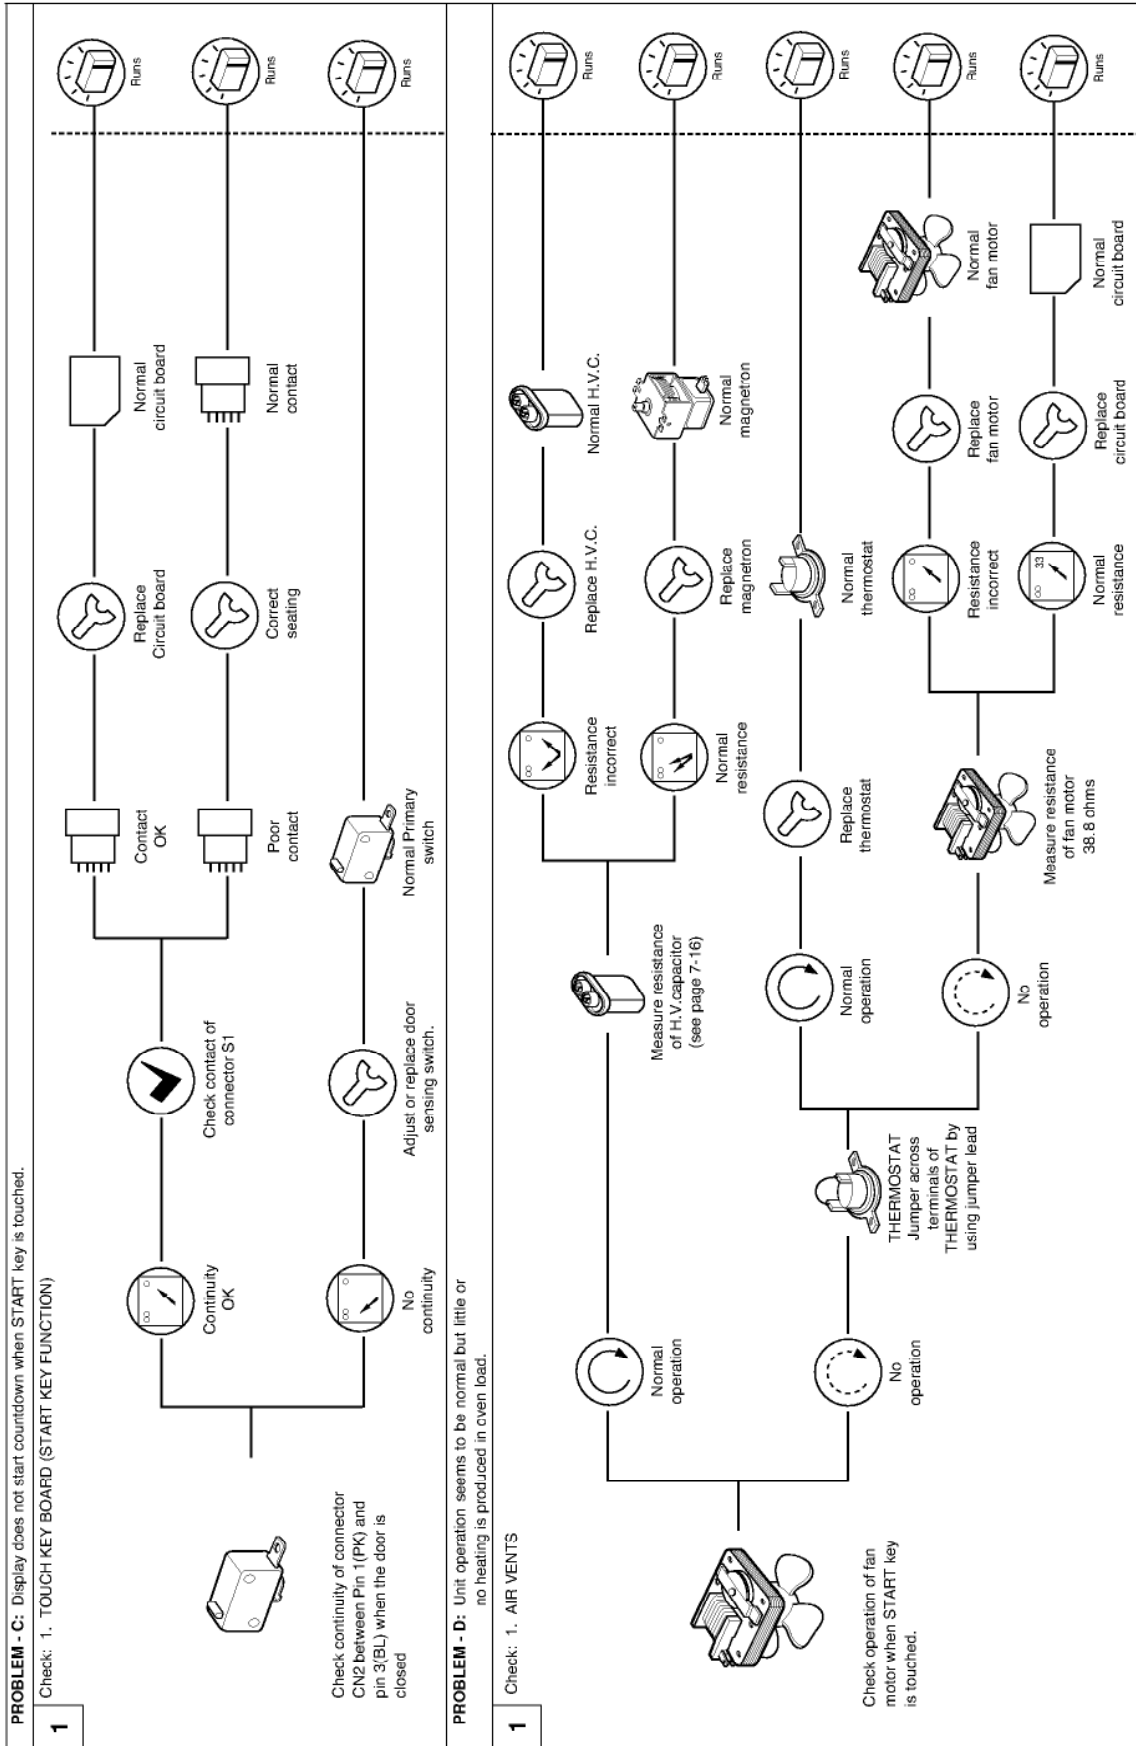 PROBLEM - C: Display does not start countdown when START key is touched.
Check: 1. TOUCH KEY BOARD (START KEY FUNCTION)
1
Check continuity of connector
CN2 between Pin 1(PK) and
pin 3(BL) when the door is
closed
Continuity
OK
Check contact of
connector S1
Contact
OK
Replace
Circuit board
Normal
circuit board
Runs
Poor
contact
Correct
seating
Normal
contact
Runs
No
continuity
Adjust or replace door
sensing switch.
Normal Primary
switch
Runs
PROBLEM - D: Unit operation seems to be normal but little or
no heating is produced in oven load.
Check: 1. AIR VENTS
1
Check operation of fan
motor when START key
is touched.
Normal
operation
Measure resistance
of H.V.capacitor
(see page 7-16)
∞ O
Resistance
incorrect
Replace H.V.C.
Normal H.V.C.
Runs
∞ O
Normal
resistance
Replace
magnetron
Normal
magnetron
Runs
No
operation
THERMOSTAT
Jumper across
terminals of
THERMOSTAT by
using jumper lead
Normal
operation
Replace
thermostat
Normal
thermostat
Runs
No
operation
Measure resistance
of fan motor
38.8 ohms
∞ O
Resistance
incorrect
Replace
fan motor
Normal
fan motor
Runs
∞ 33
Normal
resistance
Replace
circuit board
Normal
circuit board
Runs